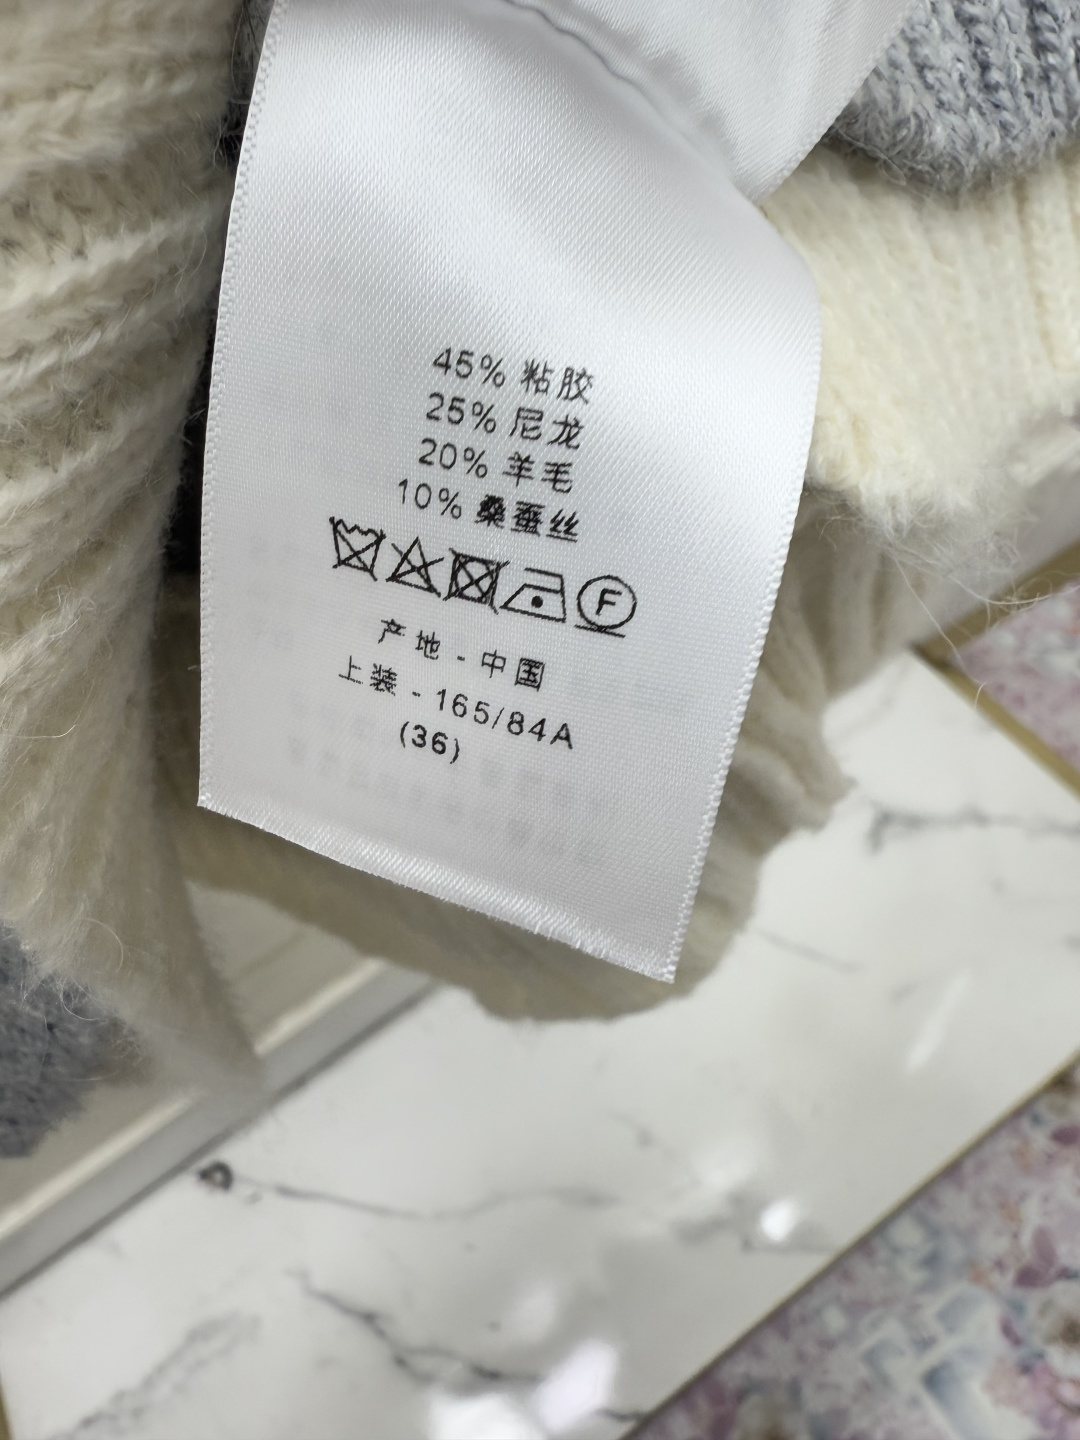 45% 粘胶
25% 尼龙
20% 羊毛
10% 桑蚕丝
F
产地 - 中国
上装 - 165/84A
(36)